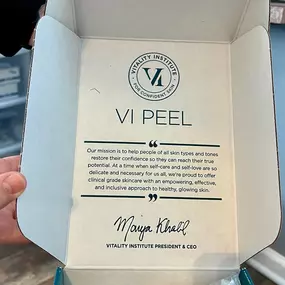 VITALITY INSTITUTE
VI
FOR CONFIDENT SKIN
VI PEEL
“
Our mission is to help people of all skin types and tones
restore their confidence so they can reach their true
potential. At a time when self-care and self-love are so
delicate and necessary for us all, we're proud to offer
clinical grade skincare with an empowering, effective,
and inclusive approach to healthy, glowing skin.
”
Marya Khalil
VITALITY INSTITUTE PRESIDENT & CEO